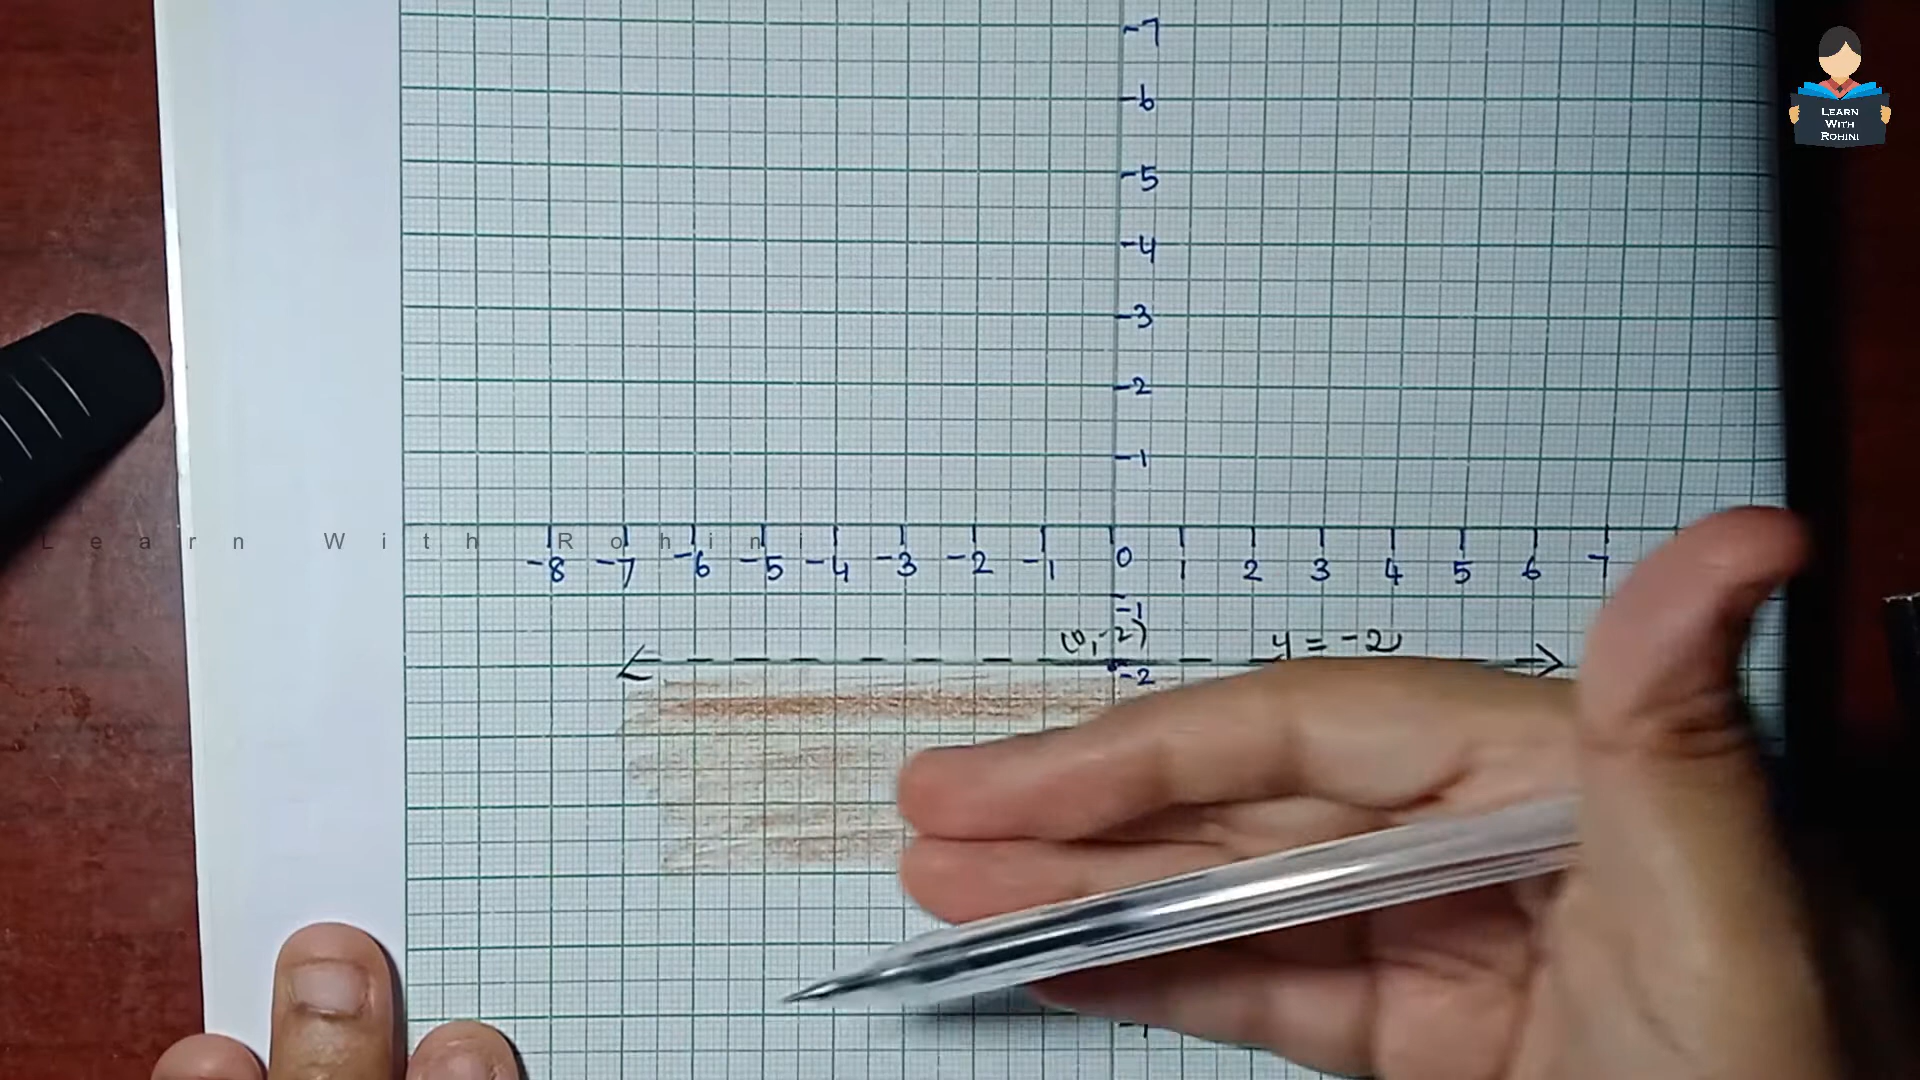 -7
LEARN
WITH
ROHINI
-6
-5
-4
-3
-2
-1
Learn With Rohini
-8 -7 -6 -5 -4 -3 -2 -1 0 1 2 3 4 5 6 7
-1
(0,-2) y = -2
-2